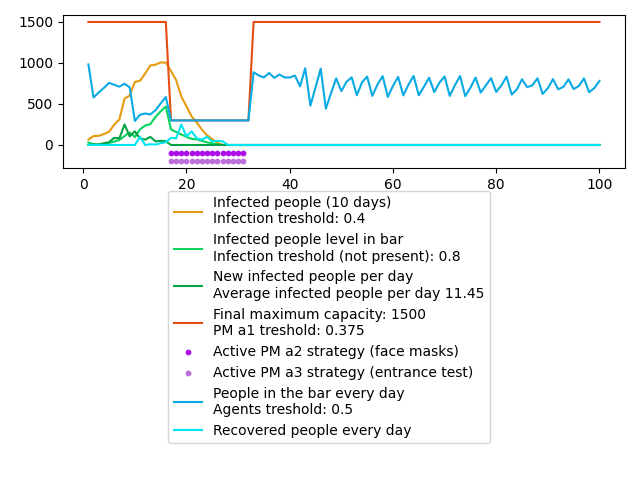 1500
1000
500
0
0
20
40
60
80
100
Infected people (10 days)
Infection treshold: 0.4
Infected people level in bar
Infection treshold (not present): 0.8
New infected people per day
Average infected people per day 11.45
Final maximum capacity: 1500
PM a1 treshold: 0.375
Active PM a2 strategy (face masks)
Active PM a3 strategy (entrance test)
People in the bar every day
Agents treshold: 0.5
Recovered people every day